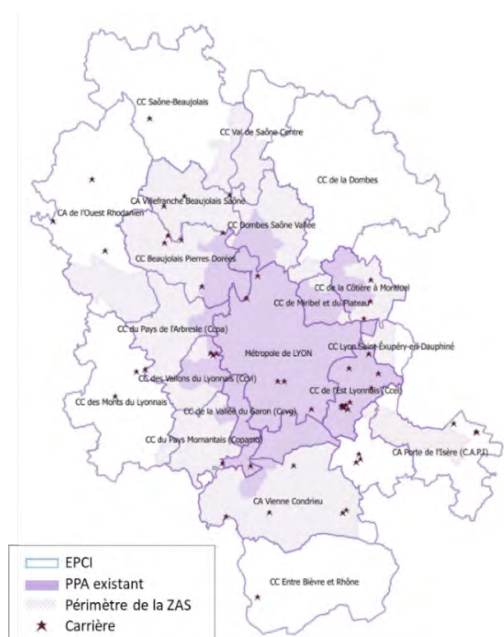 CC Saône-Beaujolais
CC Val de Saône Centre
CC de la Dombes
CA Villefranche Beaujolais Saône
CA de l'Ouest Rhodanien
CC Dombes Saône Vallée
CC Beaujolais Pierres Dorées
CC de la Côtière à Montluel
CC de Miribel et du Plateau
CC du Pays de l'Arbresle (Ccpa)
CC Lyon Saint Exupéry-en-Dauphiné
Métropole de LYON
CC des Vallons du Lyonnais (Ccvl)
CC de l'Est Lyonnais (Ccel)
CC des Monts du Lyonnais
CC de la Vallée du Garon (Ccvg)
CC du Pays Mornantais (Copamo)
CA Porte de l'Isère (C.A.P.I)
CA Vienne Condrieu
CC Entre Bièvre et Rhône
EPCI
PPA existant
Périmètre de la ZAS
Carrière